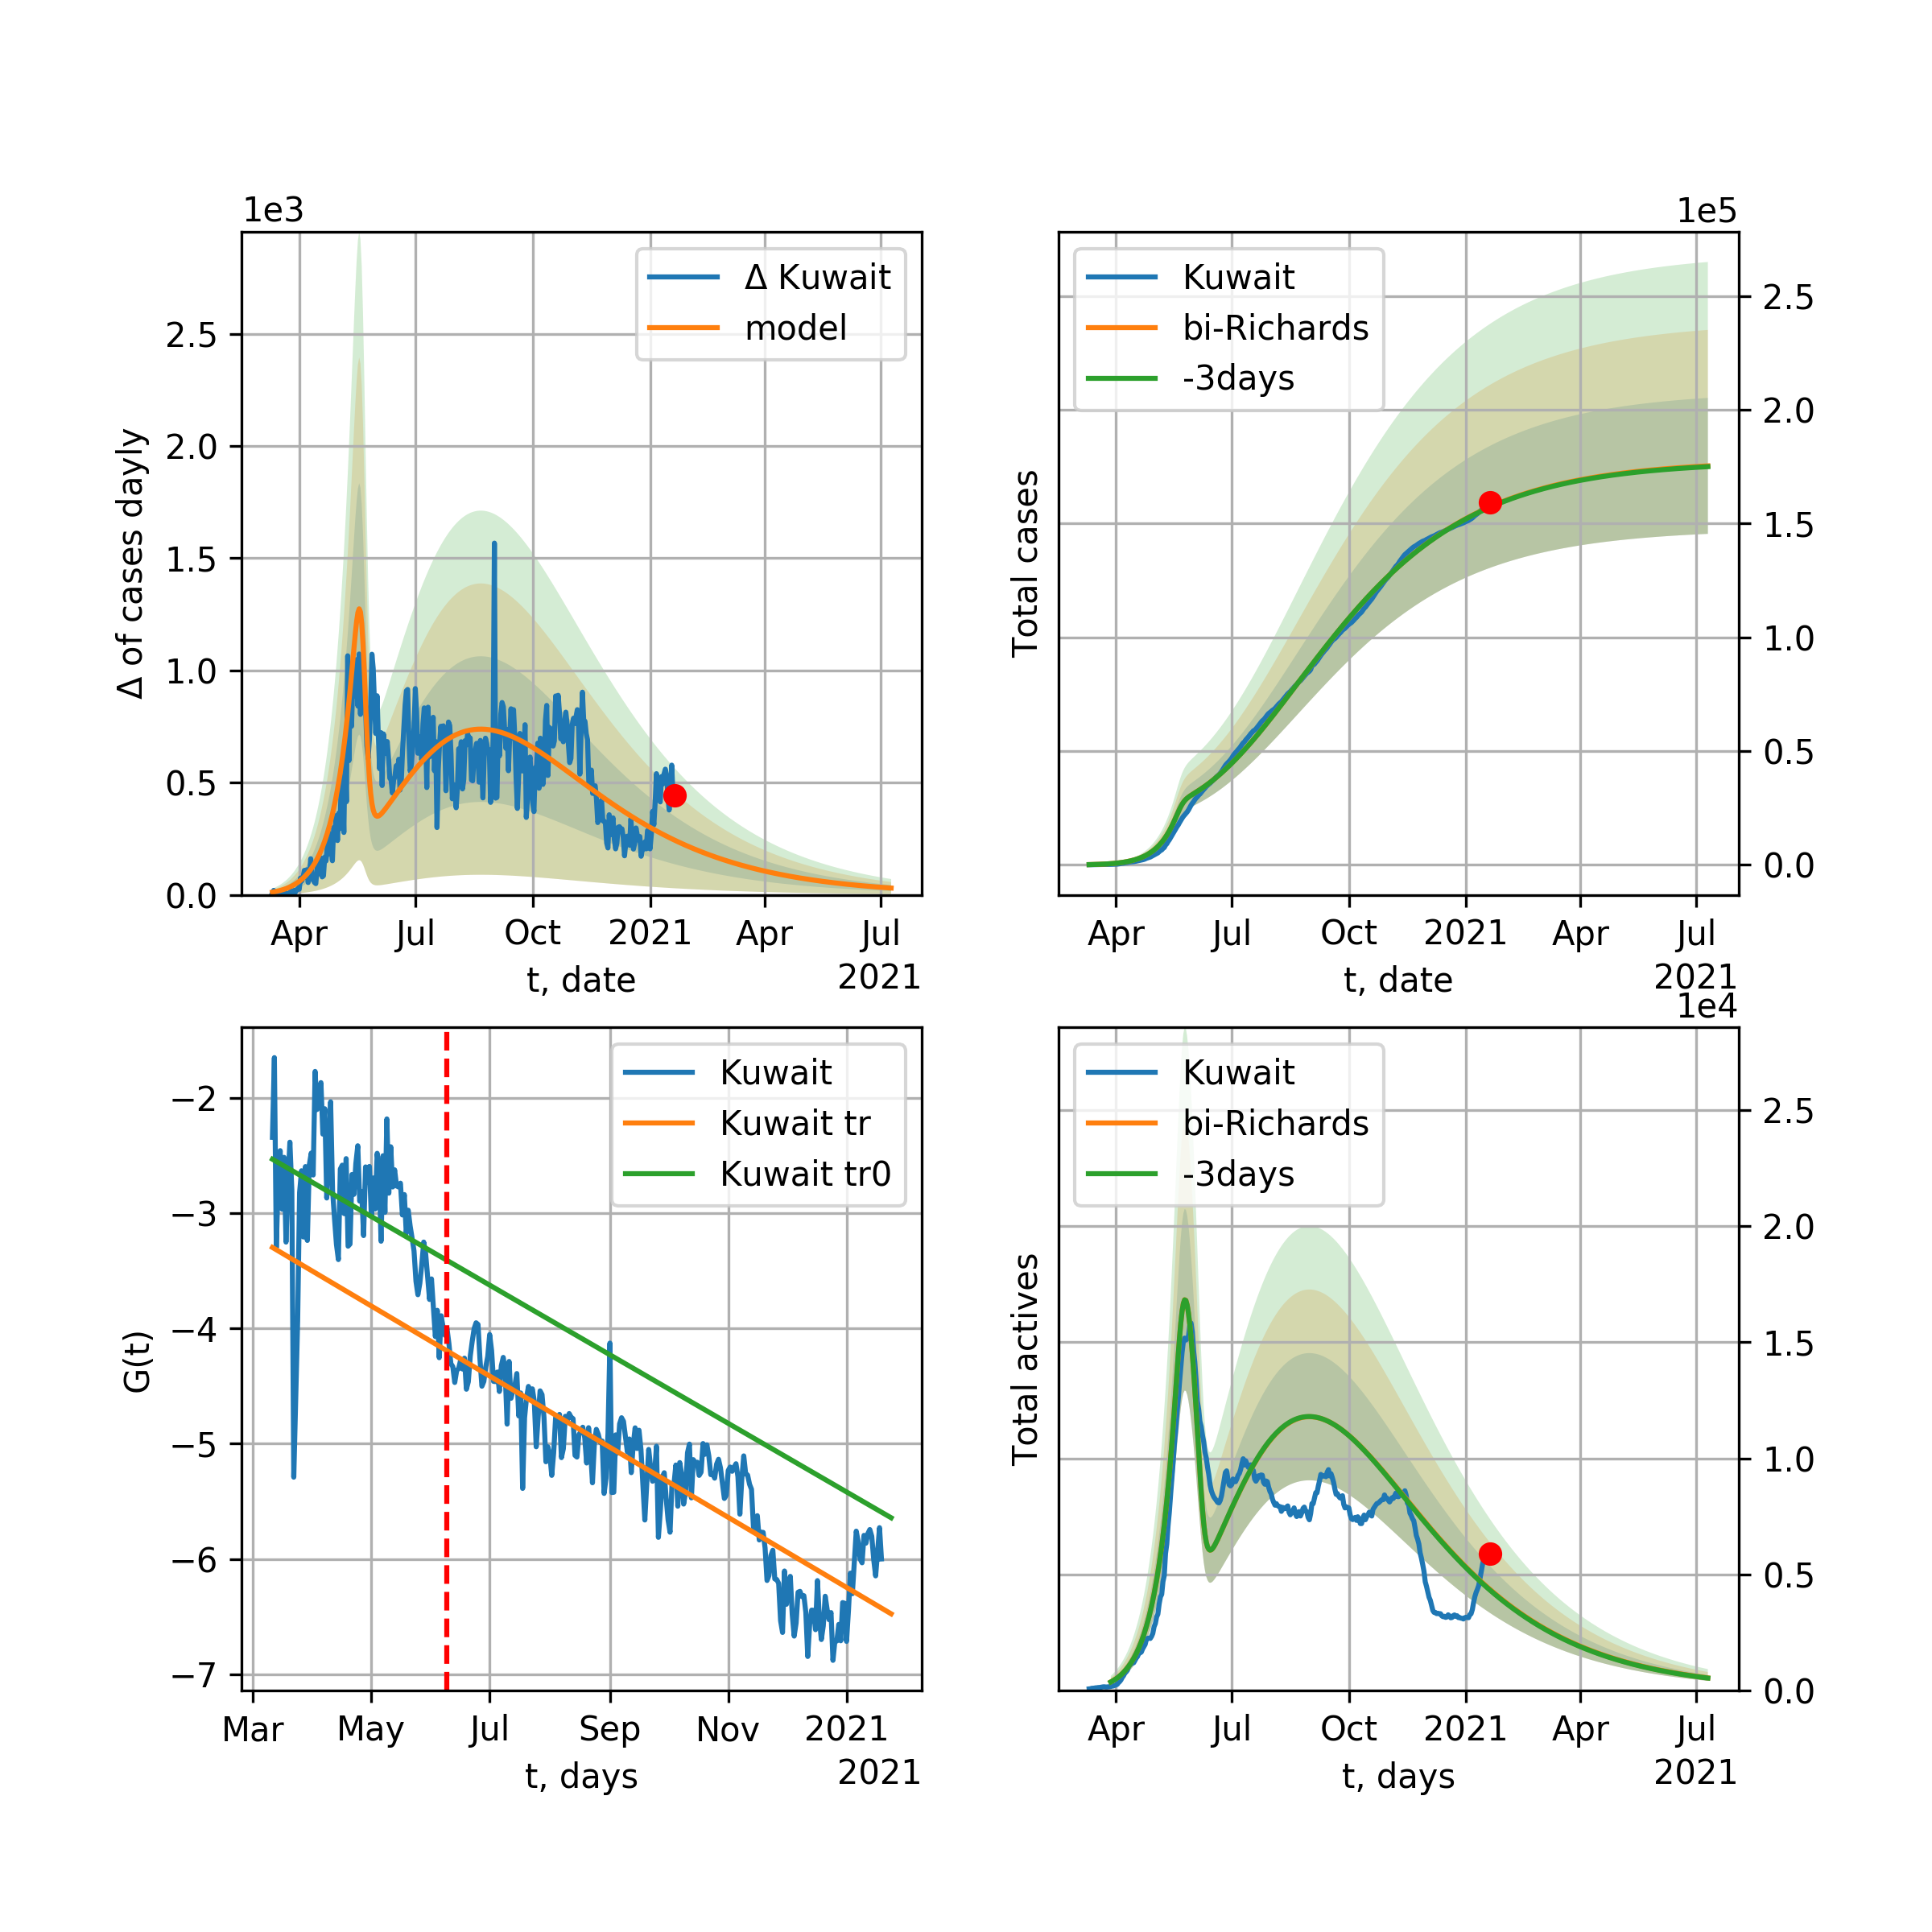 1e3
Δ Kuwait
model
2.5
2.0
1.5
1.0
0.5
0.0
Δ of cases dayly
Apr Jul Oct 2021 Apr Jul
2021
t, date
1e5
Kuwait
bi-Richards
-3days
2.5
2.0
1.5
1.0
0.5
0.0
Total cases
Apr Jul Oct 2021 Apr Jul
2021
t, date
Kuwait
Kuwait tr
Kuwait tr0
−2
−3
−4
−5
−6
−7
G(t)
Mar May Jul Sep Nov 2021
2021
t, days
1e4
Kuwait
bi-Richards
-3days
2.5
2.0
1.5
1.0
0.5
0.0
Total actives
Apr Jul Oct 2021 Apr Jul
2021
t, days